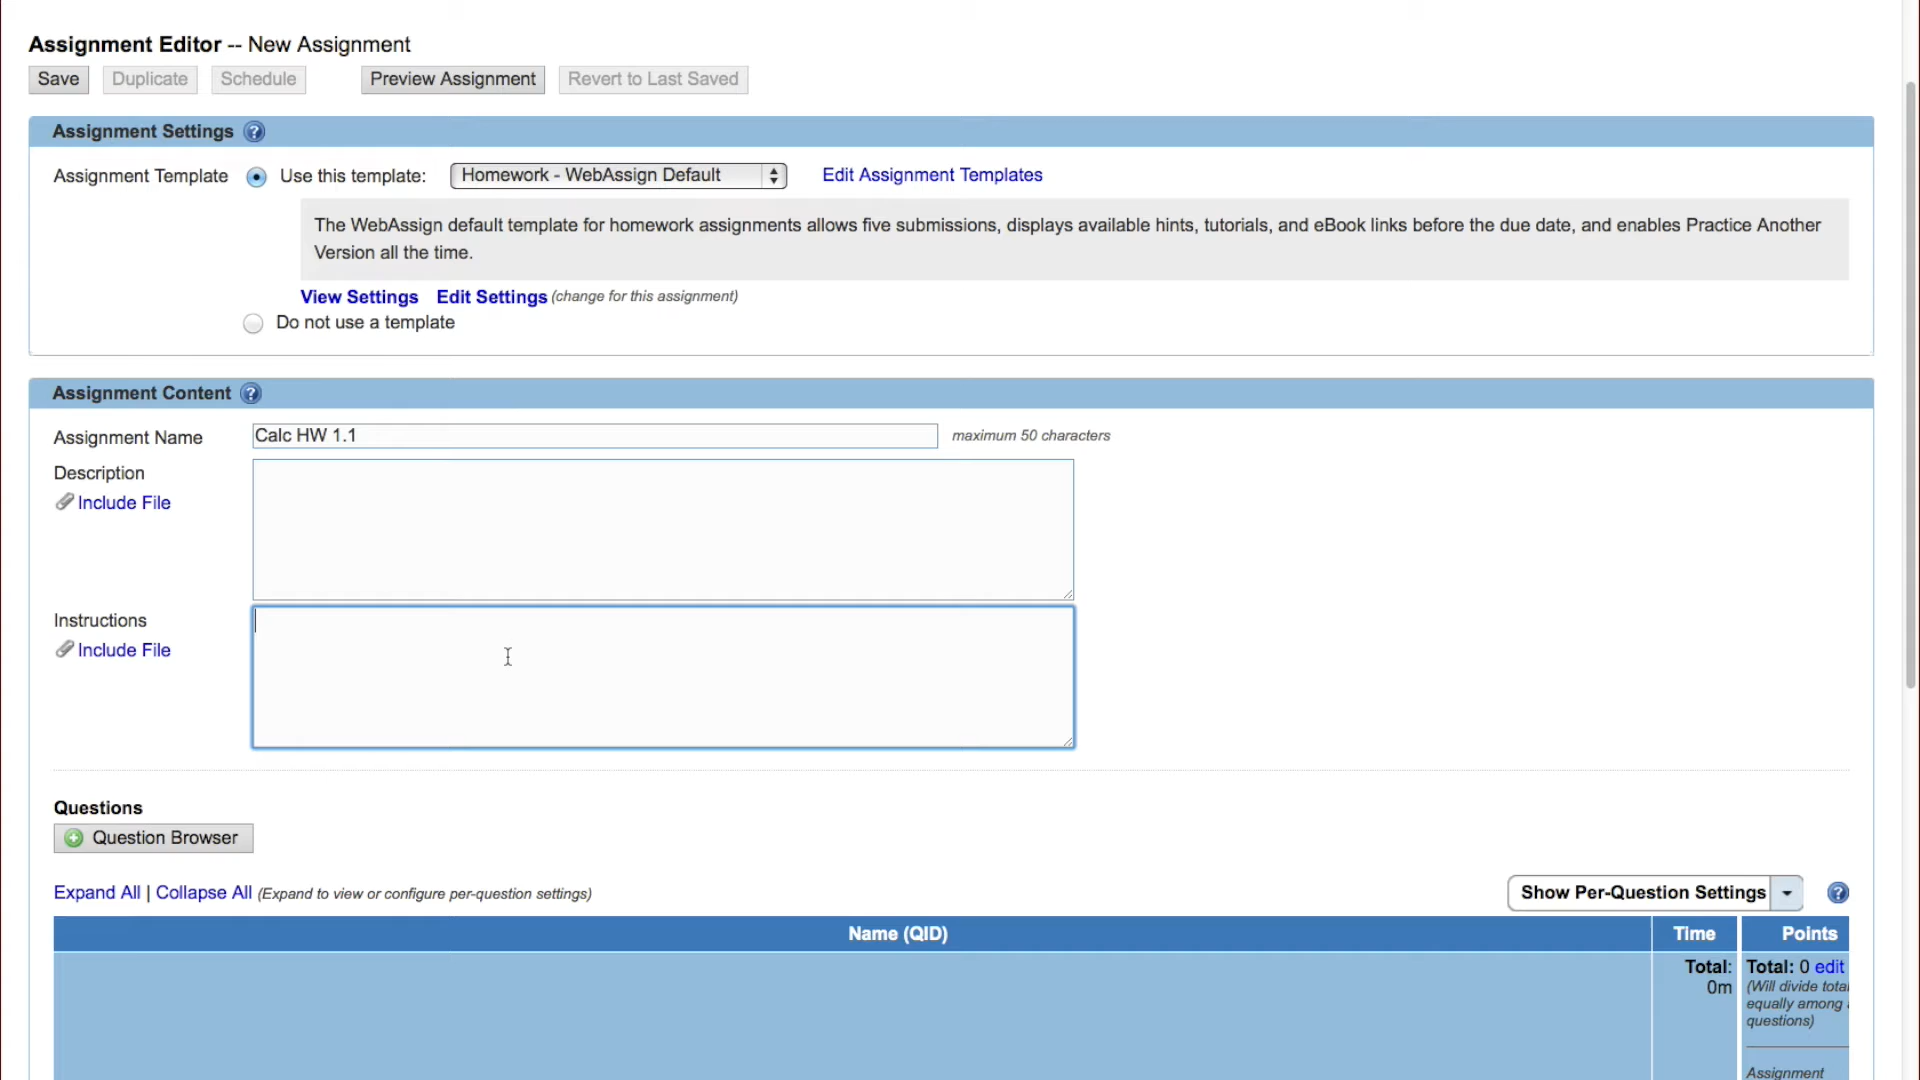 Assignment Editor -- New Assignment
Save Duplicate Schedule Preview Assignment Revert to Last Saved
Assignment Settings ?
Assignment Template Use this template: Homework - WebAssign Default Edit Assignment Templates
The WebAssign default template for homework assignments allows five submissions, displays available hints, tutorials, and eBook links before the due date, and enables Practice Another
Version all the time.
View Settings Edit Settings (change for this assignment)
Do not use a template
Assignment Content ?
Assignment Name Calc HW 1.1 maximum 50 characters
Description
Include File
Instructions
Include File
Questions
Question Browser
Expand All | Collapse All (Expand to view or configure per-question settings) Show Per-Question Settings ?
Name (QID) Time Points
Total: Total: 0 edit
0m (Will divide total
equally among
questions)
Assignment